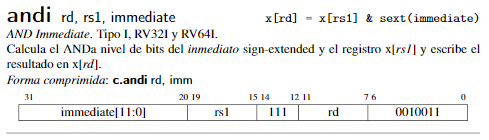 andi rd, rs1, immediate x[rd] = x[rs1] & sext(immediate)
AND Immediate. Tipo I, RV32I y RV64I.
Calcula el ANDa nivel de bits del inmediato sign-extended y el registro x[rs1] y escribe el
resultado en x[rd].
Forma comprimida: c.andi rd, imm
31 20 19 15 14 12 11 7 6 0
immediate[11:0] rs1 111 rd 0010011